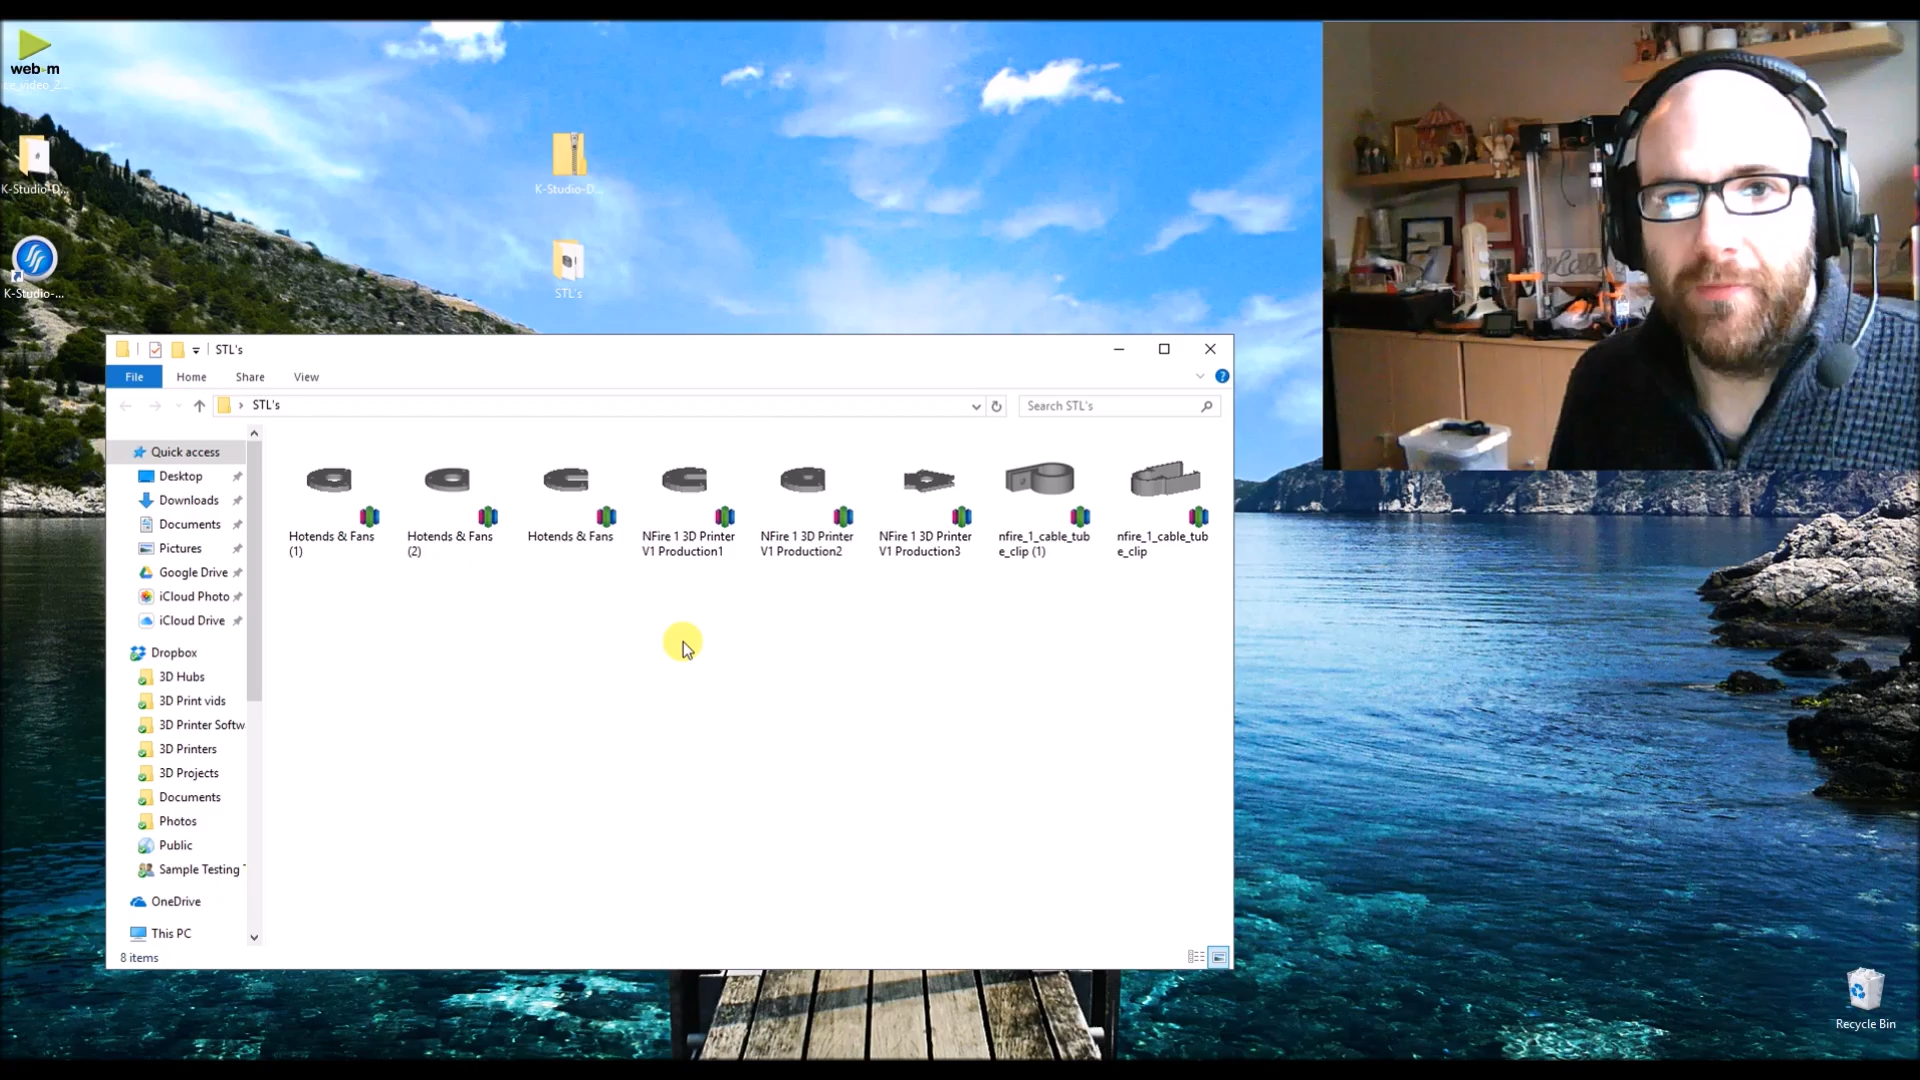 web m
K-Studio-D...
K-Studio-D...
K-Studio-...
STL's
STL's
File
Home
Share
View
STL's
Search STL's
Quick access
Desktop
Downloads
Documents
Pictures
Google Drive
iCloud Photo
iCloud Drive
Dropbox
3D Hubs
3D Print vids
3D Printer Softw
3D Printers
3D Projects
Documents
Photos
Public
Sample Testing
OneDrive
This PC
Hotends & Fans
(1)
Hotends & Fans
(2)
Hotends & Fans
NFire 1 3D Printer
V1 Production1
NFire 1 3D Printer
V1 Production2
NFire 1 3D Printer
V1 Production3
nfire_1_cable_tub
e_clip (1)
nfire_1_cable_tub
e_clip
8 items
Recycle Bin